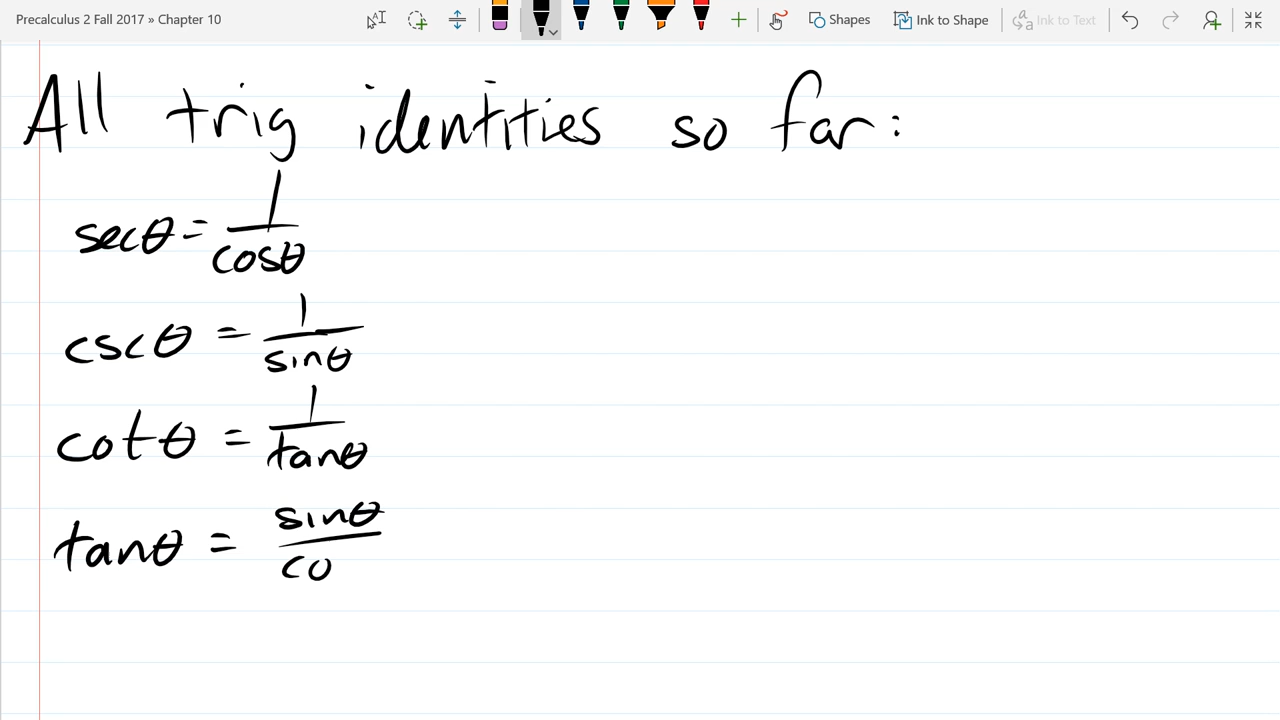 Precalculus 2 Fall 2017 » Chapter 10
Shapes
Ink to Shape
Ink to Text
All trig identities so far:
secθ = 1/cosθ
cscθ = 1/sinθ
cotθ = 1/tanθ
tanθ = sinθ/co